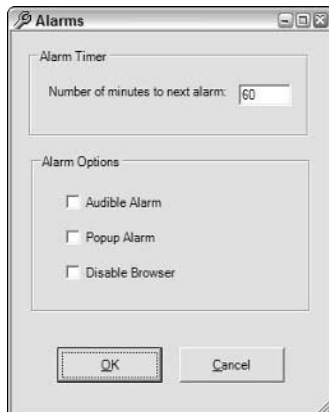 Alarms
Alarm Timer
Number of minutes to next alarm: 60
Alarm Options
Audible Alarm
Popup Alarm
Disable Browser
OK Cancel